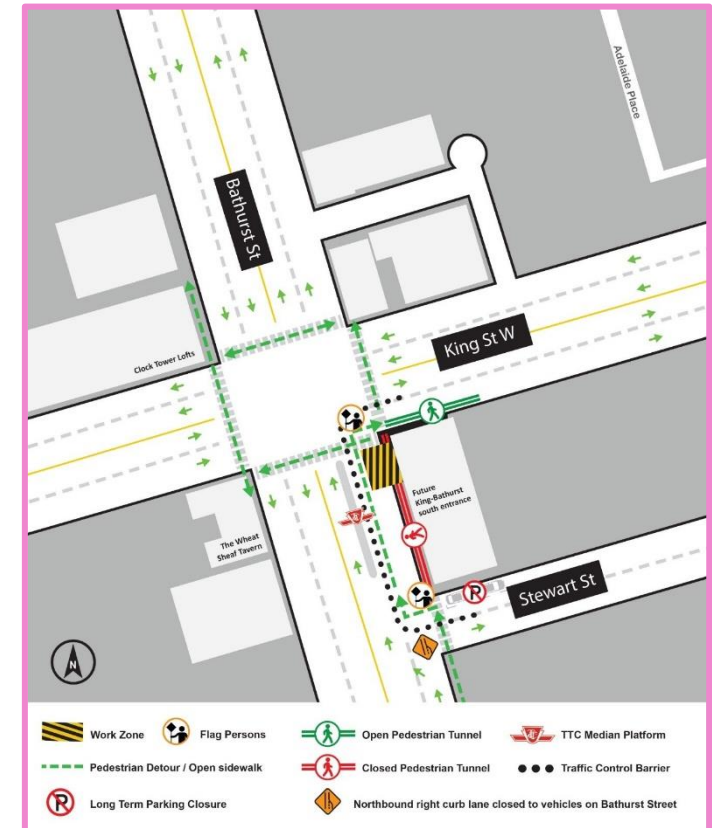 Adelaide Place
Bathurst St
King St W
Clock Tower Lofts
Future
King-Bathurst
south entrance
The Wheat
Sheaf Tavern
P
Stewart St
N
Work Zone
Flag Persons
Open Pedestrian Tunnel
TTC Median Platform
Pedestrian Detour / Open sidewalk
Closed Pedestrian Tunnel
Traffic Control Barrier
P
Long Term Parking Closure
Northbound right curb lane closed to vehicles on Bathurst Street